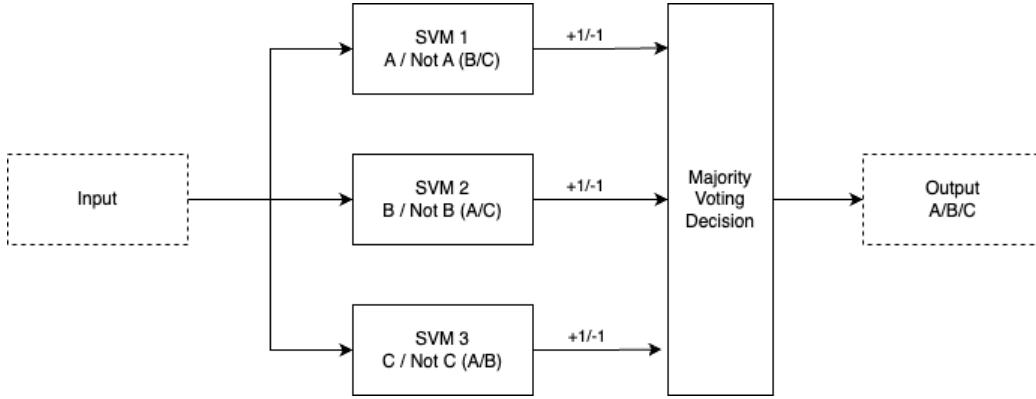 SVM 1
A / Not A (B/C)
+1/-1
Input
SVM 2
B / Not B (A/C)
+1/-1
Majority
Voting
Decision
Output
A/B/C
SVM 3
C / Not C (A/B)
+1/-1